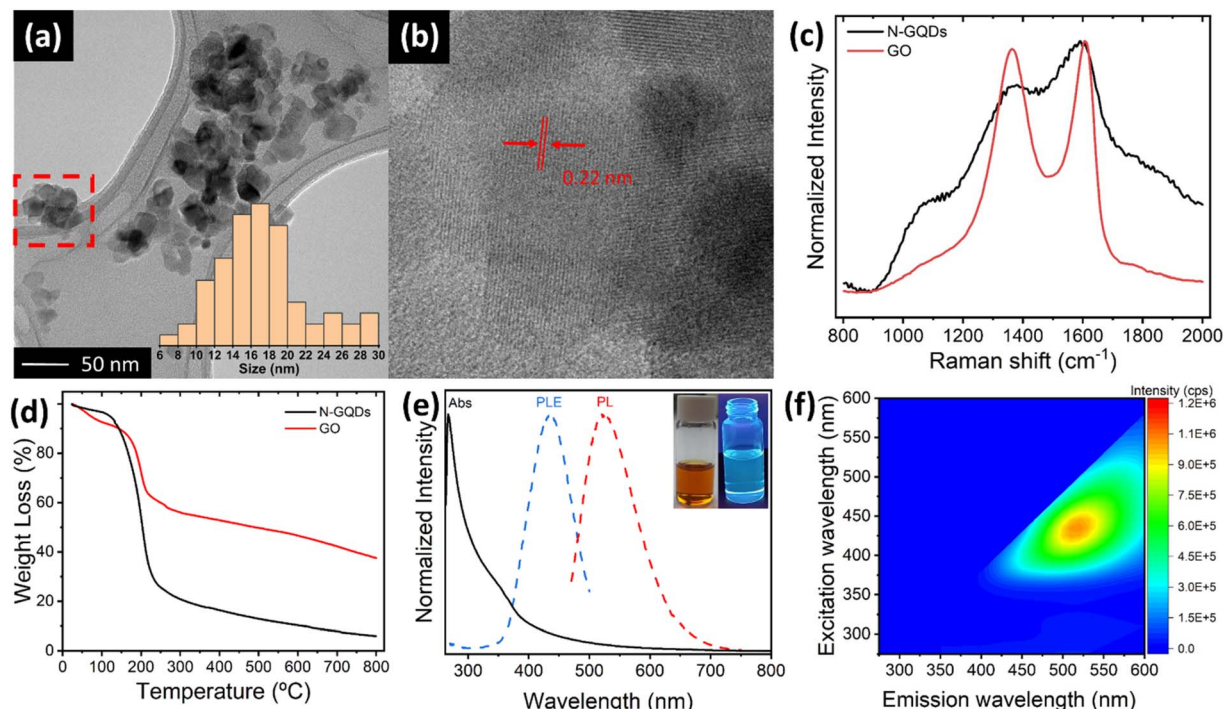 (a)
50 nm
6 8 10 12 14 16 18 20 22 24 26 28 30
Size (nm)
(b)
0.22 nm
(c)
N-GQDs
GO
Normalized Intensity
800 1000 1200 1400 1600 1800 2000
Raman shift (cm⁻¹)
(d)
N-GQDs
GO
Weight Loss (%)
100
80
60
40
20
0
0 100 200 300 400 500 600 700 800
Temperature (ºC)
(e)
Abs
PLE
PL
Normalized Intensity
300 400 500 600 700 800
Wavelength (nm)
(f)
Intensity (cps)
1.2E+6
9.0E+5
7.5E+5
6.0E+5
4.5E+5
3.0E+5
1.5E+5
0.0
Excitation wavelength (nm)
600
550
500
450
400
350
300
300 350 400 450 500 550 600
Emission wavelength (nm)